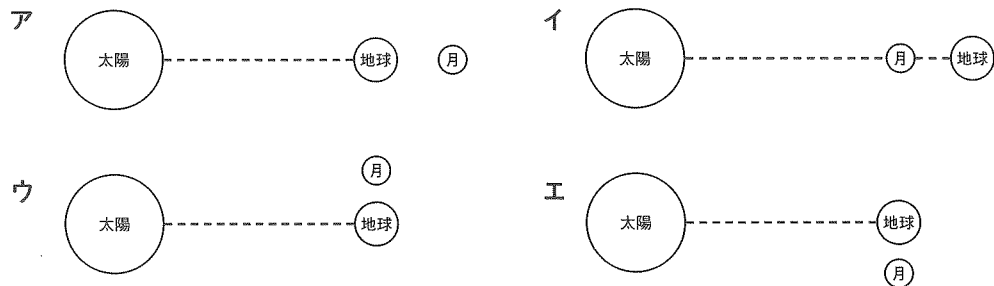 ア 太陽 地球 月
イ 太陽 月 地球
ウ 太陽 地球 月
エ 太陽 地球 月